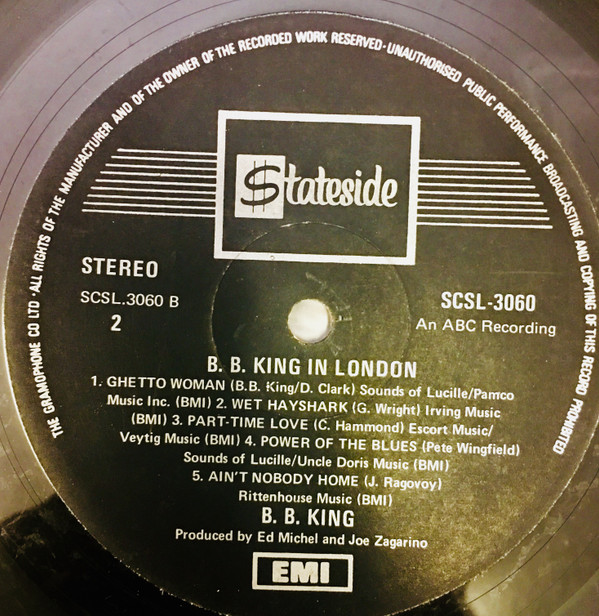 THE GRAMOPHONE CO LTD · ALL RIGHTS OF THE MANUFACTURER AND OF THE OWNER OF THE RECORDED WORK RESERVED · UNAUTHORISED PUBLIC PERFORMANCE BROADCASTING AND COPYING OF THIS RECORD PROHIBITED
Stateside
STEREO
SCSL.3060 B
2
SCSL-3060
An ABC Recording
B. B. KING IN LONDON
1. GHETTO WOMAN (B.B. King/D. Clark) Sounds of Lucille/Pamco
Music Inc. (BMI) 2. WET HAYSHARK (G. Wright) Irving Music
(BMI) 3. PART-TIME LOVE (C. Hammond) Escort Music/
Veytig Music (BMI) 4. POWER OF THE BLUES (Pete Wingfield)
Sounds of Lucille/Uncle Doris Music (BMI)
5. AIN'T NOBODY HOME (J. Ragovoy)
Rittenhouse Music (BMI)
B. B. KING
Produced by Ed Michel and Joe Zagarino
EMI